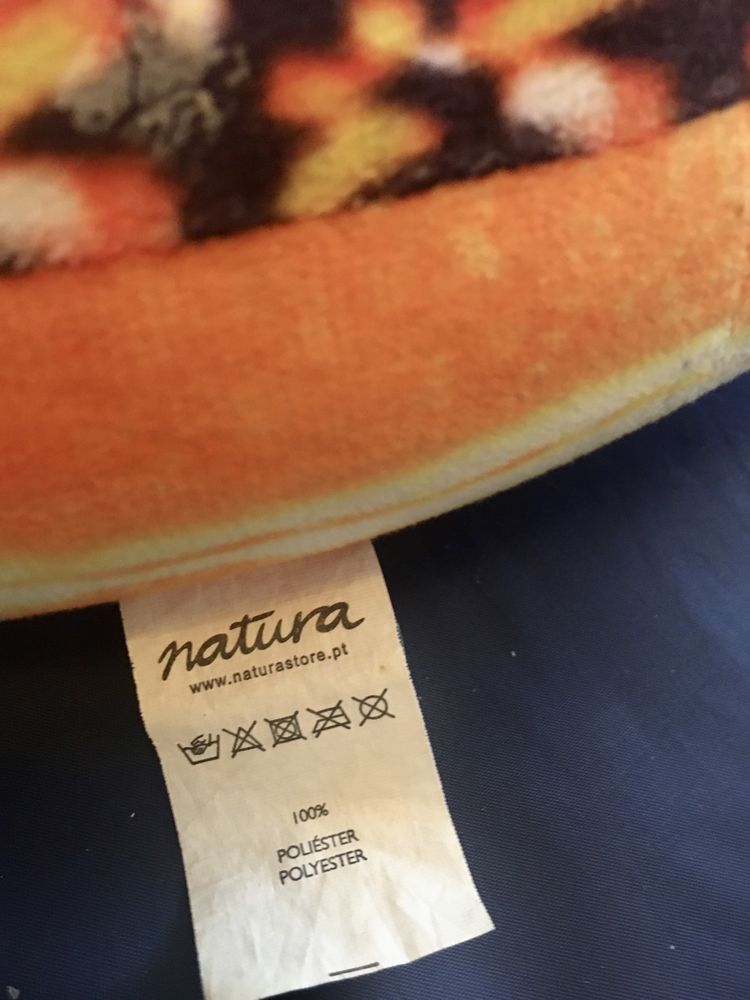 natura
www.naturastore.pt
100%
POLIÉSTER
POLYESTER